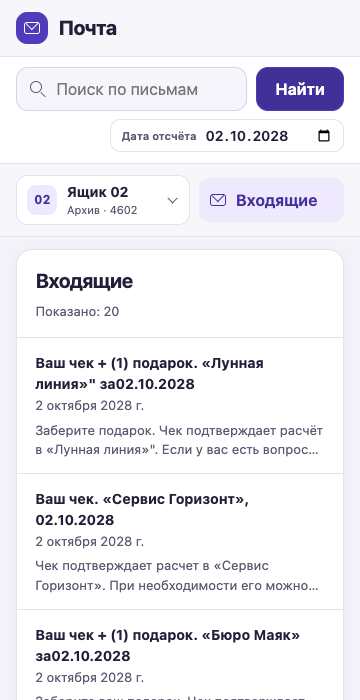 Почта
Поиск по письмам
Найти
Дата отсчёта 02.10.2028
02
Ящик 02
Архив · 4602
Входящие
Входящие
Показано: 20
Ваш чек + (1) подарок. «Лунная
линия»" за02.10.2028
2 октября 2028 г.
Заберите подарок. Чек подтверждает расчёт
в «Лунная линия»". Если у вас есть вопрос…
Ваш чек. «Сервис Горизонт»,
02.10.2028
2 октября 2028 г.
Чек подтверждает расчет в «Сервис
Горизонт». При необходимости его можно…
Ваш чек + (1) подарок. «Бюро Маяк»
за02.10.2028
2 октября 2028 г.